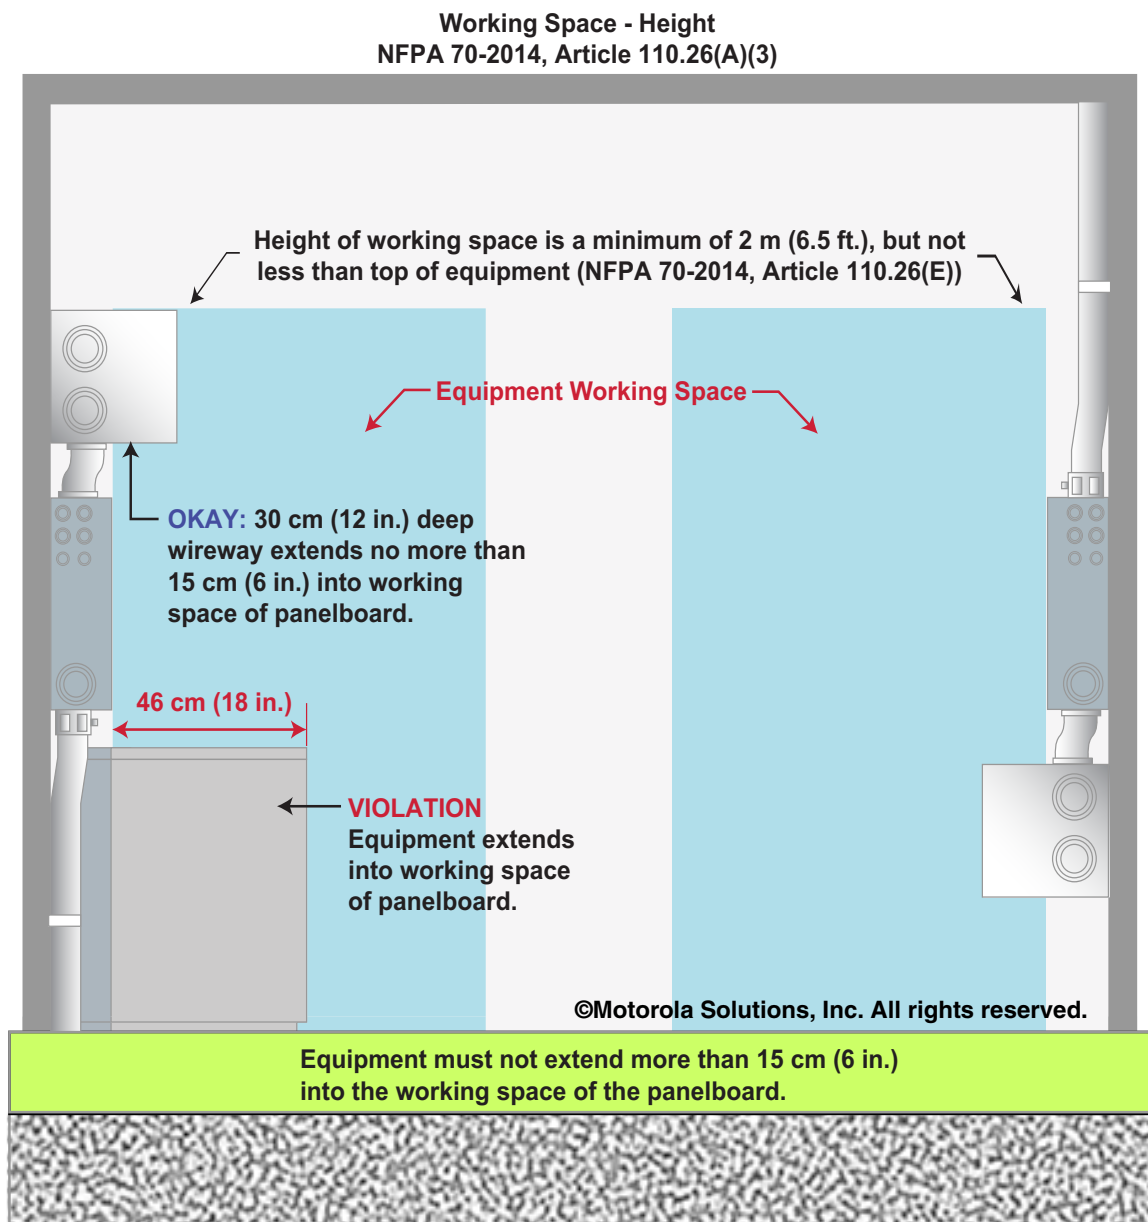 Working Space - Height
NFPA 70-2014, Article 110.26(A)(3)
Height of working space is a minimum of 2 m (6.5 ft.), but not
less than top of equipment (NFPA 70-2014, Article 110.26(E))
Equipment Working Space
OKAY: 30 cm (12 in.) deep
wireway extends no more than
15 cm (6 in.) into working
space of panelboard.
46 cm (18 in.)
VIOLATION
Equipment extends
into working space
of panelboard.
©Motorola Solutions, Inc. All rights reserved.
Equipment must not extend more than 15 cm (6 in.)
into the working space of the panelboard.